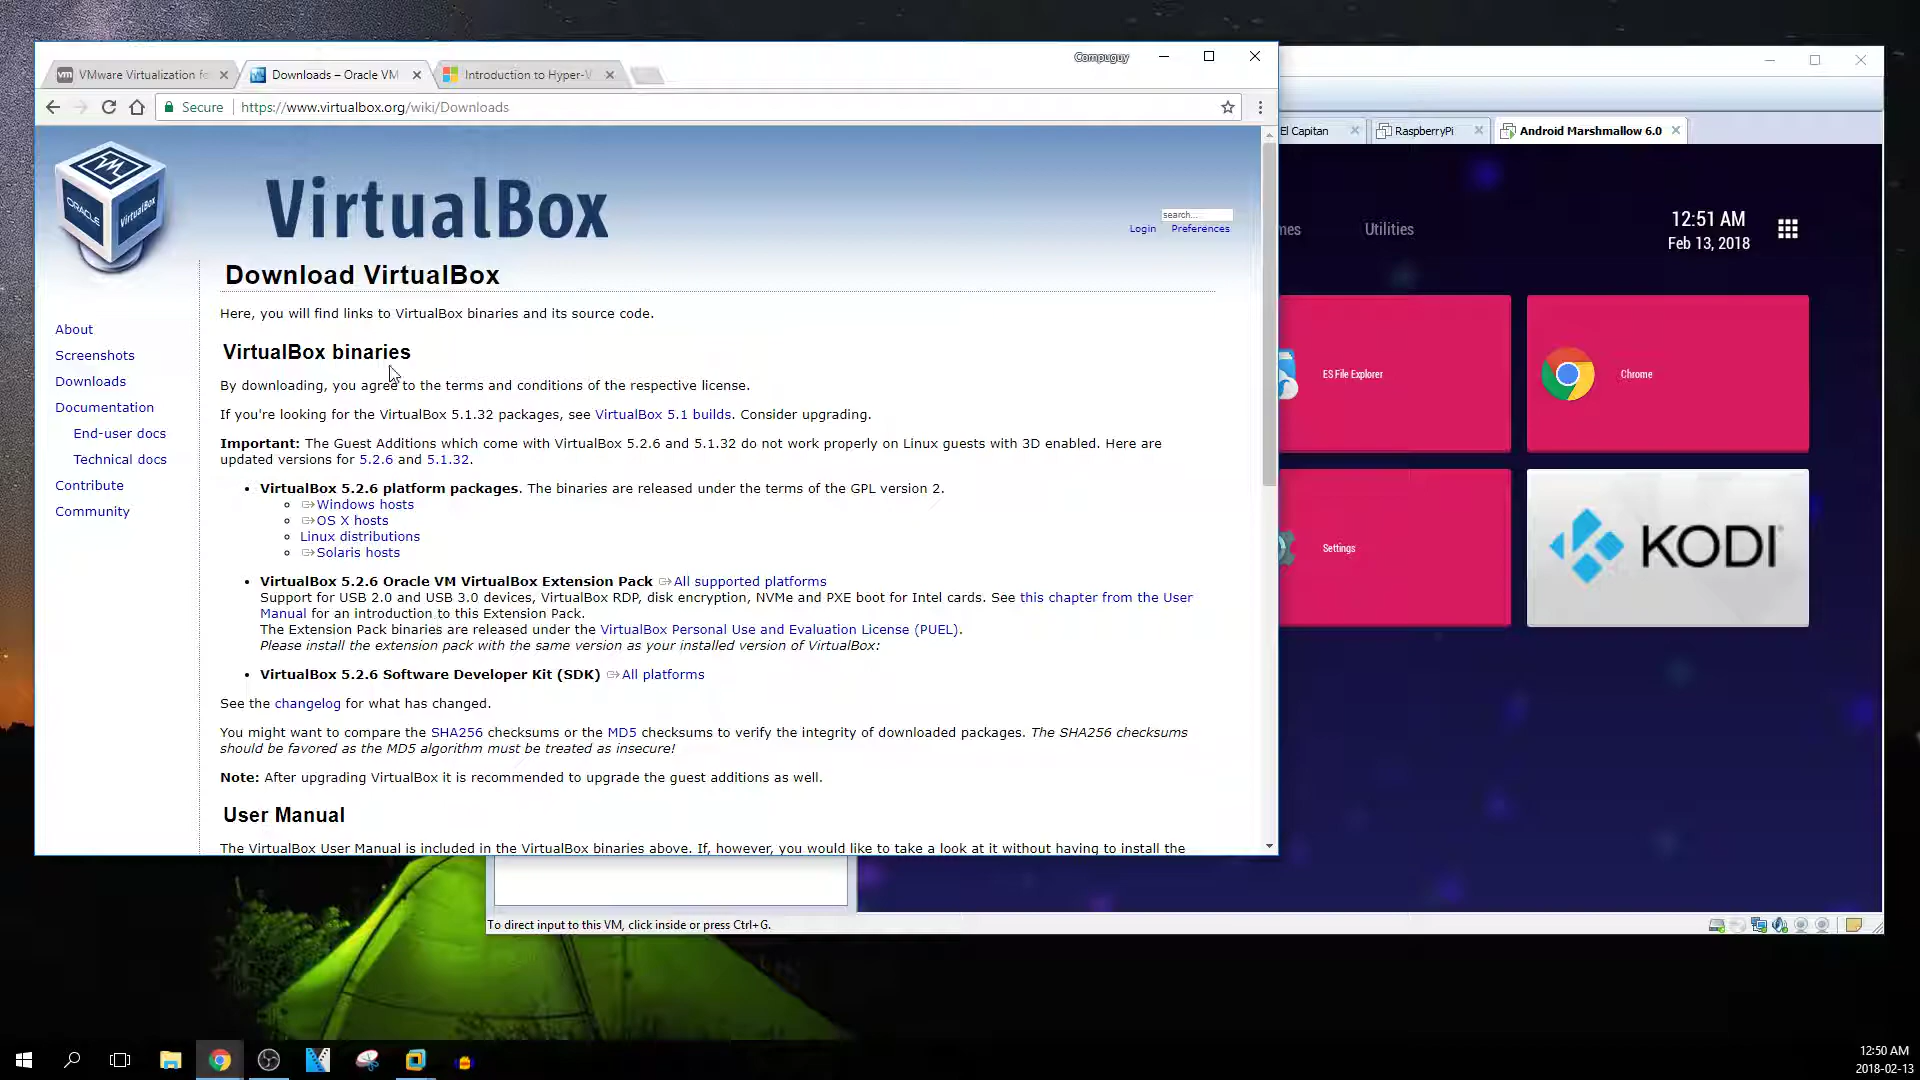 Compuguy
VMware Virtualization fo
Downloads – Oracle VM
Introduction to Hyper-V
Secure
https://www.virtualbox.org/wiki/Downloads
ORACLE
VirtualBox
VirtualBox
search...
Login Preferences
Download VirtualBox
Here, you will find links to VirtualBox binaries and its source code.
About
Screenshots
Downloads
Documentation
End-user docs
Technical docs
Contribute
Community
VirtualBox binaries
By downloading, you agree to the terms and conditions of the respective license.
If you're looking for the VirtualBox 5.1.32 packages, see VirtualBox 5.1 builds. Consider upgrading.
Important: The Guest Additions which come with VirtualBox 5.2.6 and 5.1.32 do not work properly on Linux guests with 3D enabled. Here are
updated versions for 5.2.6 and 5.1.32.
• VirtualBox 5.2.6 platform packages. The binaries are released under the terms of the GPL version 2.
Windows hosts
OS X hosts
Linux distributions
Solaris hosts
• VirtualBox 5.2.6 Oracle VM VirtualBox Extension Pack All supported platforms
Support for USB 2.0 and USB 3.0 devices, VirtualBox RDP, disk encryption, NVMe and PXE boot for Intel cards. See this chapter from the User
Manual for an introduction to this Extension Pack.
The Extension Pack binaries are released under the VirtualBox Personal Use and Evaluation License (PUEL).
Please install the extension pack with the same version as your installed version of VirtualBox:
• VirtualBox 5.2.6 Software Developer Kit (SDK) All platforms
See the changelog for what has changed.
You might want to compare the SHA256 checksums or the MD5 checksums to verify the integrity of downloaded packages. The SHA256 checksums
should be favored as the MD5 algorithm must be treated as insecure!
Note: After upgrading VirtualBox it is recommended to upgrade the guest additions as well.
User Manual
The VirtualBox User Manual is included in the VirtualBox binaries above. If, however, you would like to take a look at it without having to install the
El Capitan
RaspberryPi
Android Marshmallow 6.0
mes
Utilities
12:51 AM
Feb 13, 2018
ES File Explorer
Chrome
Settings
KODI
To direct input to this VM, click inside or press Ctrl+G.
12:50 AM
2018-02-13